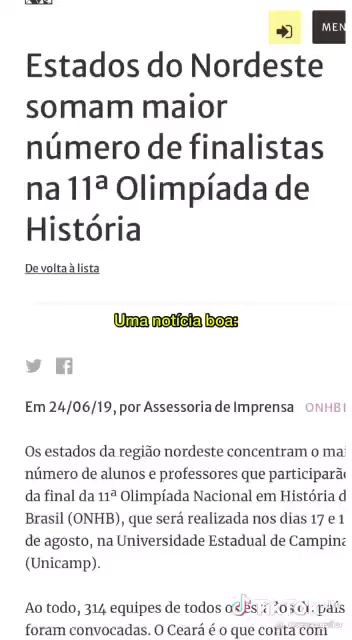 MEN
Estados do Nordeste
somam maior
número de finalistas
na 11ª Olimpíada de
História
De volta à lista
Uma notícia boa:
Em 24/06/19, por Assessoria de Imprensa ONHB
Os estados da região nordeste concentram o mai
número de alunos e professores que participarã
da final da 11ª Olimpíada Nacional em História d
Brasil (ONHB), que será realizada nos dias 17 e 1
de agosto, na Universidade Estadual de Campina
(Unicamp).
Ao todo, 314 equipes de todos os do país
foram convocadas. O Ceará é o que conta com